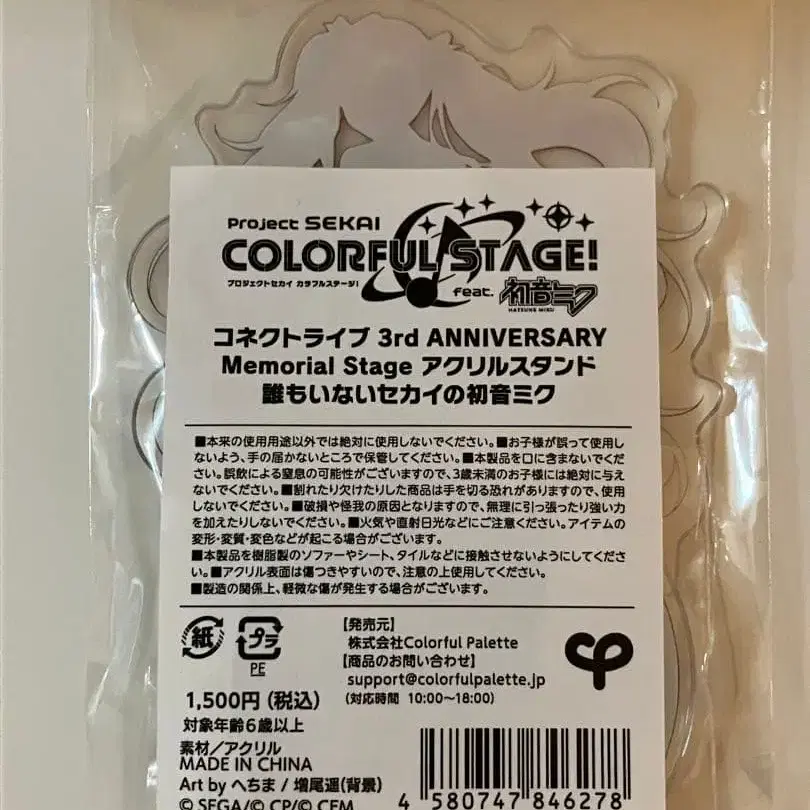 Project SEKAI
COLORFUL STAGE!
プロジェクトセカイ カラフルステージ!
feat. 初音ミク
HATSUNE MIKU
コネクトライブ 3rd ANNIVERSARY
Memorial Stage アクリルスタンド
誰もいないセカイの初音ミク
■本来の使用用途以外では絶対に使用しないでください。■お子様が誤って使用し
ないよう、手の届かないところで保管してください。■本製品を口に含まないでくだ
さい。誤飲による窒息の可能性がございますので、3歳未満のお子様には絶対に与え
ないでください。■割れたり欠けたりした商品は手を切る恐れがありますので、使用
しないでください。■破損や怪我の原因となりますので、無理に引っ張ったり強い力
を加えたりしないでください。■火気や直射日光などにご注意ください。アイテムの
変形・変質・変色などが起こる場合がございます。
■本製品を樹脂製のソファーやシート、タイルなどに接触させないようにしてくださ
い。■アクリル表面は傷つきやすいので、注意の上使用してください。
■製造の関係上、軽微な傷が発生する場合がございます。
紙
プラ
PE
【発売元】
株式会社Colorful Palette
【商品のお問い合わせ】
support@colorfulpalette.jp
(対応時間 10:00～18:00)
cp
1,500円(税込)
対象年齢6歳以上
素材/アクリル
MADE IN CHINA
Art by へちま / 増尾遥(背景)
© SEGA/© CP/© CFM
4 580747 846278